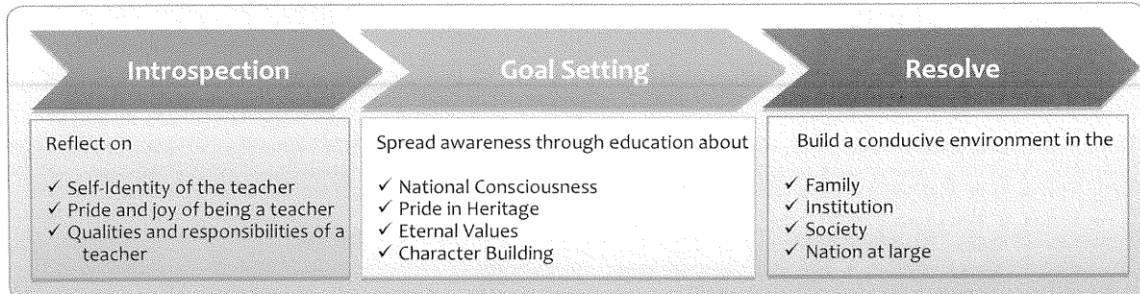 Introspection
Reflect on
✓ Self-Identity of the teacher
✓ Pride and joy of being a teacher
✓ Qualities and responsibilities of a
teacher
Goal Setting
Spread awareness through education about
✓ National Consciousness
✓ Pride in Heritage
✓ Eternal Values
✓ Character Building
Resolve
Build a conducive environment in the
✓ Family
✓ Institution
✓ Society
✓ Nation at large